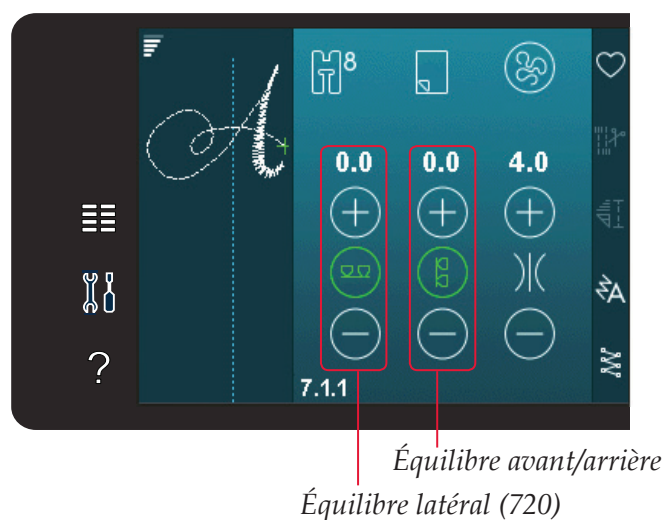 8
0.0 0.0 4.0
?
7.1.1
Équilibre avant/arrière
Équilibre latéral (720)